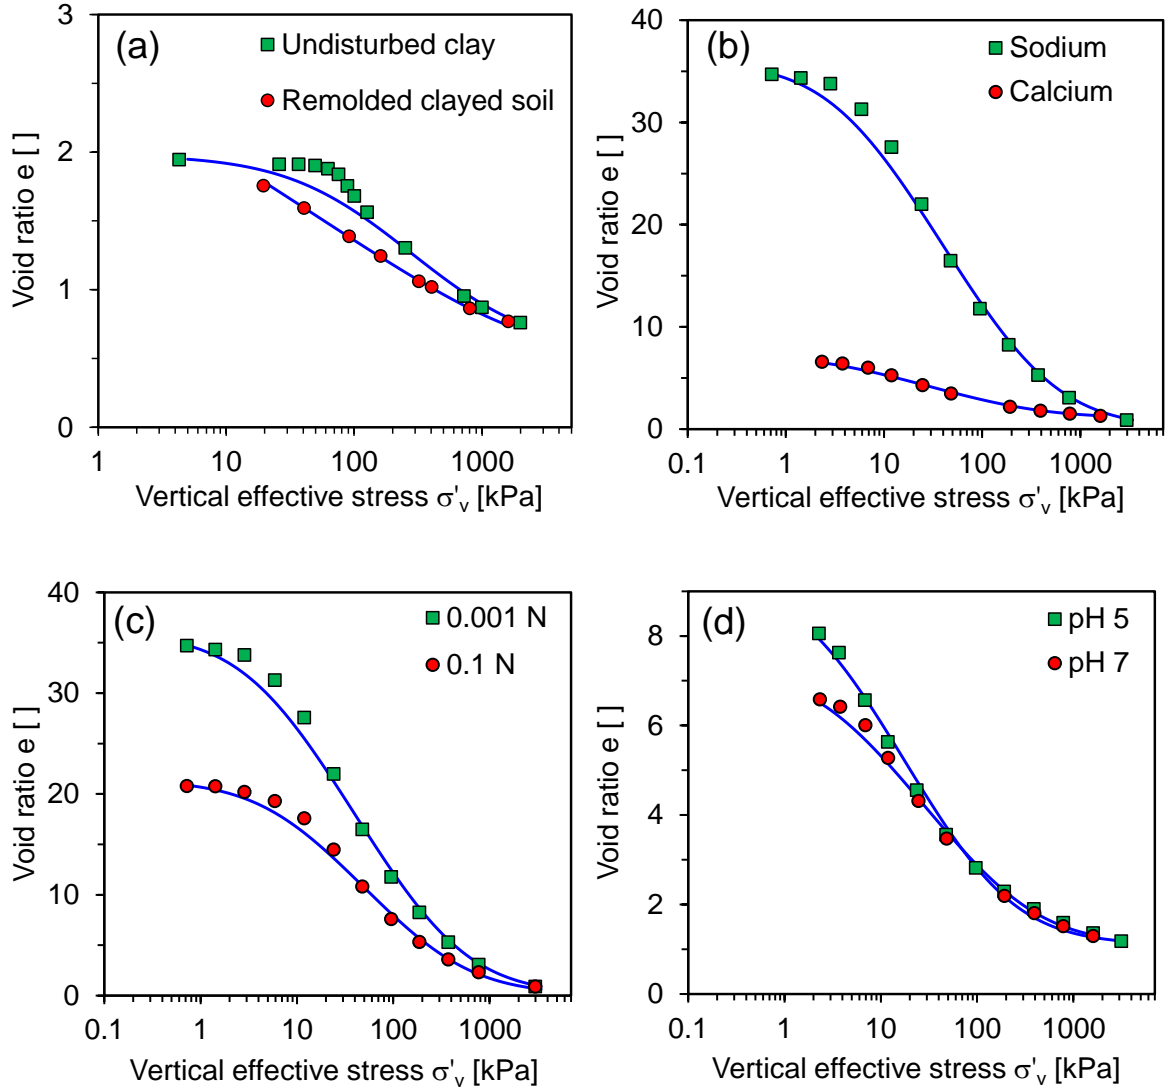 (a)
Undisturbed clay
Remolded clayed soil
3
2
1
0
Void ratio e [ ]
1
10
100
1000
Vertical effective stress σ'v [kPa]
(b)
Sodium
Calcium
40
30
20
10
0
Void ratio e [ ]
0.1
1
10
100
1000
Vertical effective stress σ'v [kPa]
(c)
0.001 N
0.1 N
40
30
20
10
0
Void ratio e [ ]
0.1
1
10
100
1000
Vertical effective stress σ'v [kPa]
(d)
pH 5
pH 7
8
6
4
2
0
Void ratio e [ ]
0.1
1
10
100
1000
Vertical effective stress σ'v [kPa]